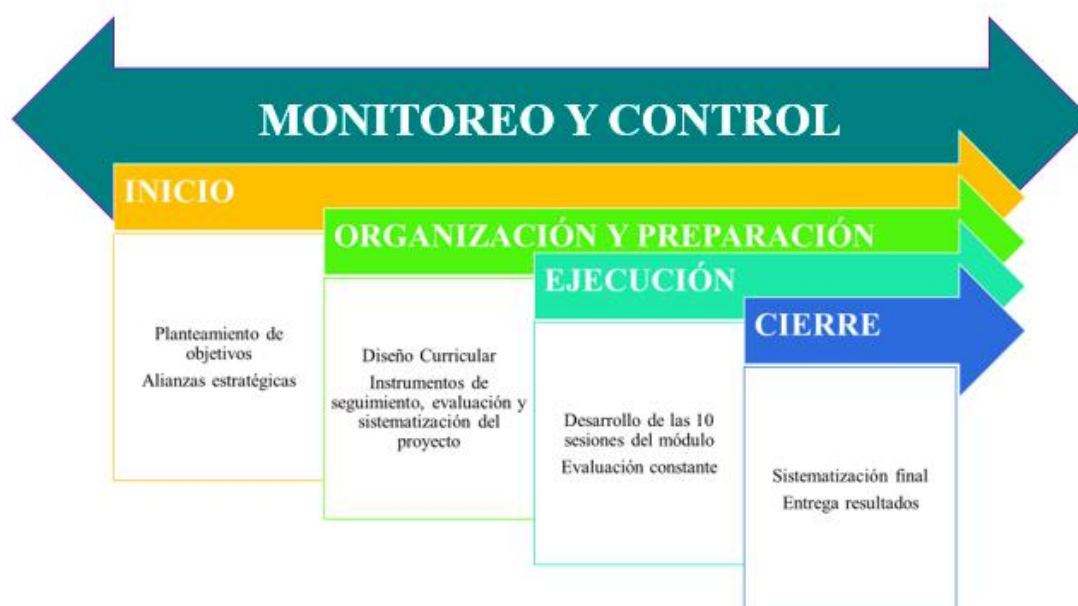 MONITOREO Y CONTROL
INICIO
Planteamiento de
objetivos
Alianzas estratégicas
ORGANIZACIÓN Y PREPARACIÓN
Diseño Curricular
Instrumentos de
seguimiento, evaluación y
sistematización del
proyecto
EJECUCIÓN
Desarrollo de las 10
sesiones del módulo
Evaluación constante
CIERRE
Sistematización final
Entrega resultados